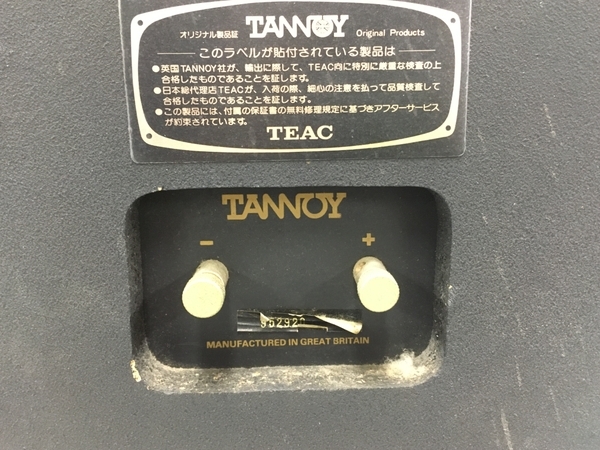 オリジナル製品証 TANNOY Original Products
このラベルが貼付されている製品は
●英国TANNOY社が、輸出に際して、TEAC向に特別に厳重な検査の上
合格したものであることを証します。
●日本総代理店TEACが、入荷の際、細心の注意を払って品質検査して
合格したものであることを証します。
●この製品には、付属の保証書の無料修理規定に基づきアフターサービス
が約束されています。
TEAC
TANNOY
- +
MANUFACTURED IN GREAT BRITAIN